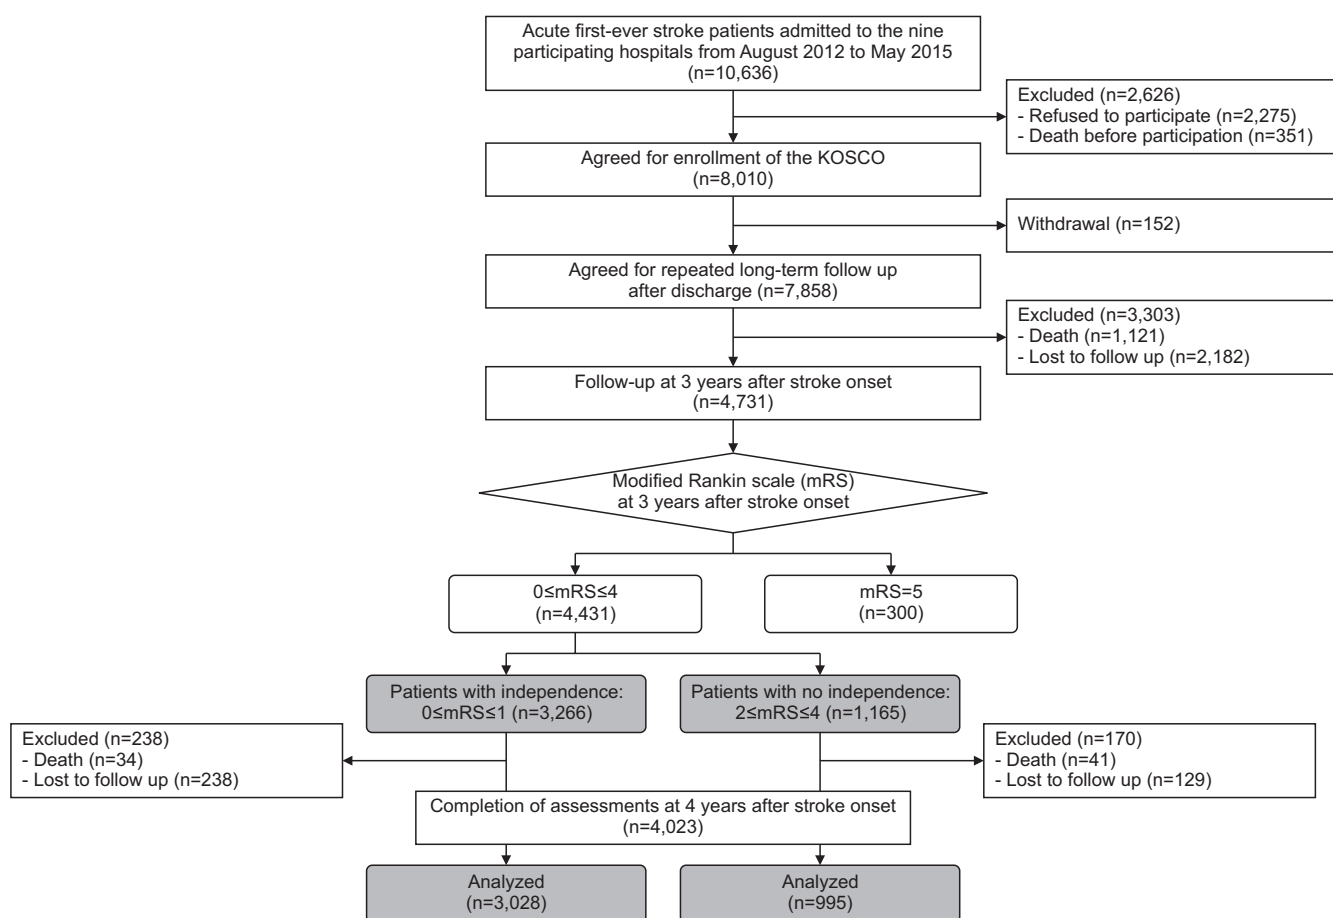 Acute first-ever stroke patients admitted to the nine
participating hospitals from August 2012 to May 2015
(n=10,636)
Excluded (n=2,626)
- Refused to participate (n=2,275)
- Death before participation (n=351)
Agreed for enrollment of the KOSCO
(n=8,010)
Withdrawal (n=152)
Agreed for repeated long-term follow up
after discharge (n=7,858)
Excluded (n=3,303)
- Death (n=1,121)
- Lost to follow up (n=2,182)
Follow-up at 3 years after stroke onset
(n=4,731)
Modified Rankin scale (mRS)
at 3 years after stroke onset
0≤mRS≤4
(n=4,431)
mRS=5
(n=300)
Patients with independence:
0≤mRS≤1 (n=3,266)
Patients with no independence:
2≤mRS≤4 (n=1,165)
Excluded (n=238)
- Death (n=34)
- Lost to follow up (n=238)
Excluded (n=170)
- Death (n=41)
- Lost to follow up (n=129)
Completion of assessments at 4 years after stroke onset
(n=4,023)
Analyzed
(n=3,028)
Analyzed
(n=995)